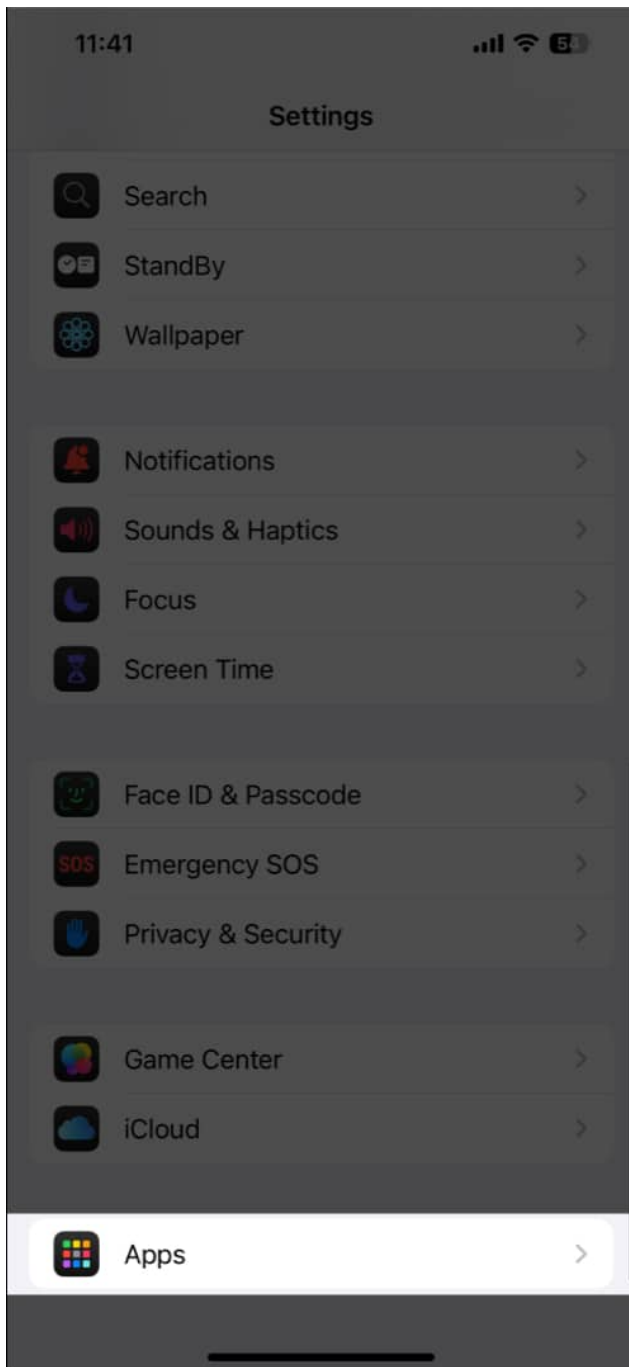 11:41
54
Settings
Search
StandBy
Wallpaper
Notifications
Sounds & Haptics
Focus
Screen Time
Face ID & Passcode
SOS Emergency SOS
Privacy & Security
Game Center
iCloud
Apps